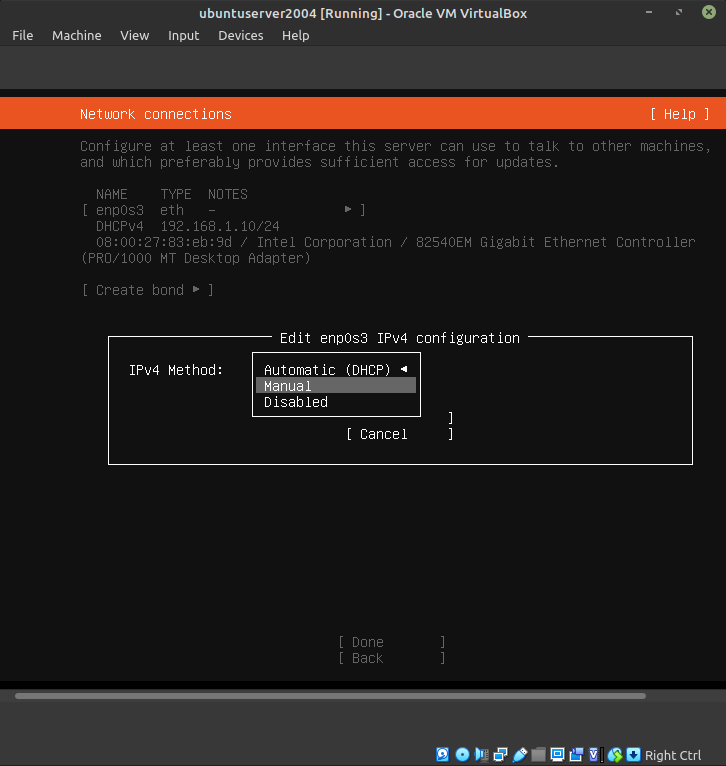 ubuntuserver2004 [Running] - Oracle VM VirtualBox
File Machine View Input Devices Help
Network connections [ Help ]
Configure at least one interface this server can use to talk to other machines,
and which preferably provides sufficient access for updates.
NAME TYPE NOTES
[ enp0s3 eth - ▸ ]
DHCPv4 192.168.1.10/24
08:00:27:83:eb:9d / Intel Corporation / 82540EM Gigabit Ethernet Controller
(PRO/1000 MT Desktop Adapter)
[ Create bond ▸ ]
Edit enp0s3 IPv4 configuration
IPv4 Method: Automatic (DHCP) ◂
Manual
Disabled
]
[ Cancel ]
[ Done ]
[ Back ]
Right Ctrl